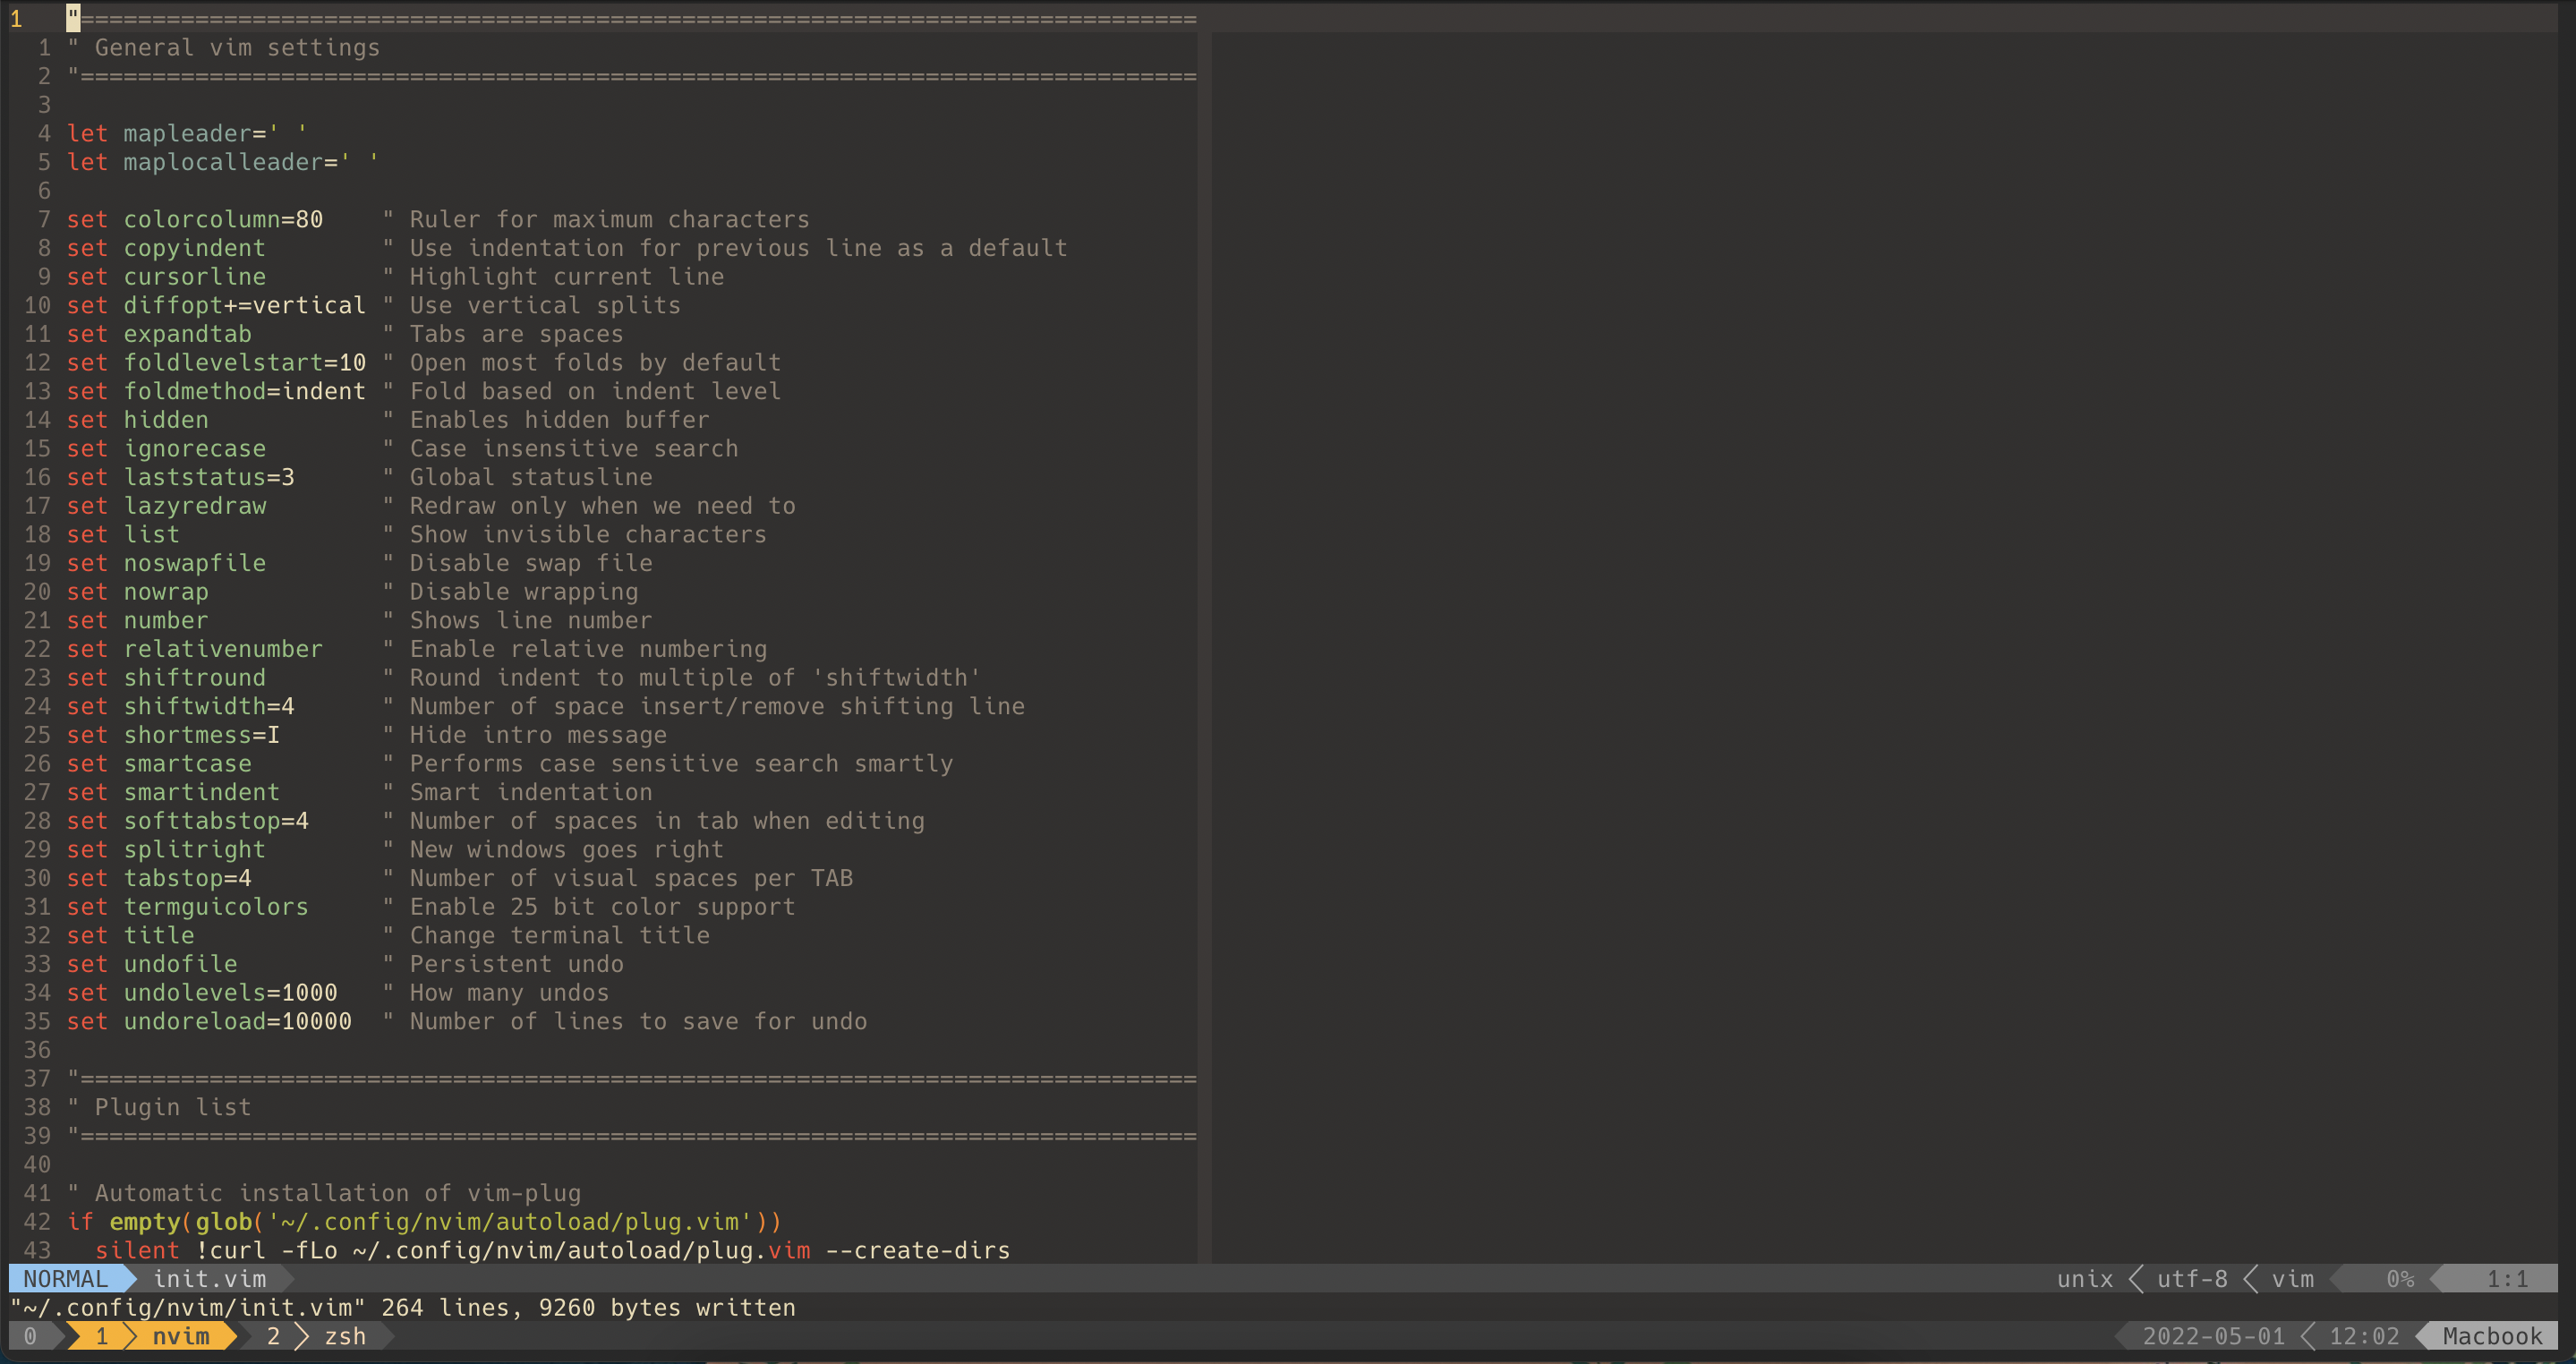 1   "==============================================================================
  1 " General vim settings
  2 "==============================================================================
  3
  4 let mapleader=' '
  5 let maplocalleader=' '
  6
  7 set colorcolumn=80    " Ruler for maximum characters
  8 set copyindent        " Use indentation for previous line as a default
  9 set cursorline        " Highlight current line
 10 set diffopt+=vertical " Use vertical splits
 11 set expandtab         " Tabs are spaces
 12 set foldlevelstart=10 " Open most folds by default
 13 set foldmethod=indent " Fold based on indent level
 14 set hidden            " Enables hidden buffer
 15 set ignorecase        " Case insensitive search
 16 set laststatus=3      " Global statusline
 17 set lazyredraw        " Redraw only when we need to
 18 set list              " Show invisible characters
 19 set noswapfile        " Disable swap file
 20 set nowrap            " Disable wrapping
 21 set number            " Shows line number
 22 set relativenumber    " Enable relative numbering
 23 set shiftround        " Round indent to multiple of 'shiftwidth'
 24 set shiftwidth=4      " Number of space insert/remove shifting line
 25 set shortmess=I       " Hide intro message
 26 set smartcase         " Performs case sensitive search smartly
 27 set smartindent       " Smart indentation
 28 set softtabstop=4     " Number of spaces in tab when editing
 29 set splitright        " New windows goes right
 30 set tabstop=4         " Number of visual spaces per TAB
 31 set termguicolors     " Enable 25 bit color support
 32 set title             " Change terminal title
 33 set undofile          " Persistent undo
 34 set undolevels=1000   " How many undos
 35 set undoreload=10000  " Number of lines to save for undo
 36
 37 "==============================================================================
 38 " Plugin list
 39 "==============================================================================
 40
 41 " Automatic installation of vim-plug
 42 if empty(glob('~/.config/nvim/autoload/plug.vim'))
 43   silent !curl -fLo ~/.config/nvim/autoload/plug.vim --create-dirs
NORMAL init.vim unix utf-8 vim 0% 1:1
"~/.config/nvim/init.vim" 264 lines, 9260 bytes written
0 1 nvim 2 zsh 2022-05-01 12:02 Macbook